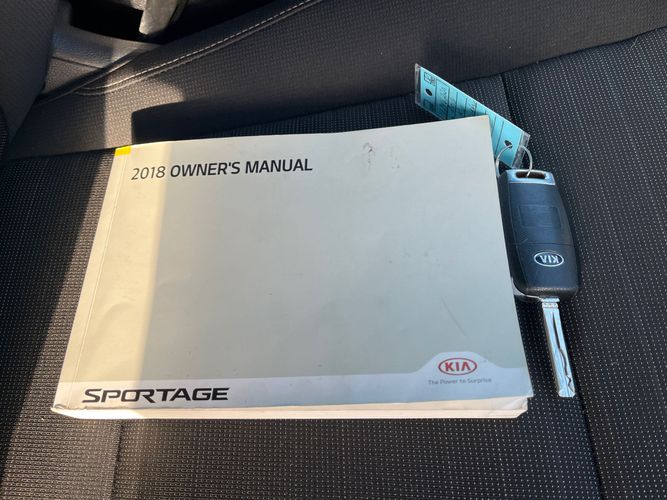 2018 OWNER'S MANUAL
KIA
KIA
The Power to Surprise
SPORTAGE